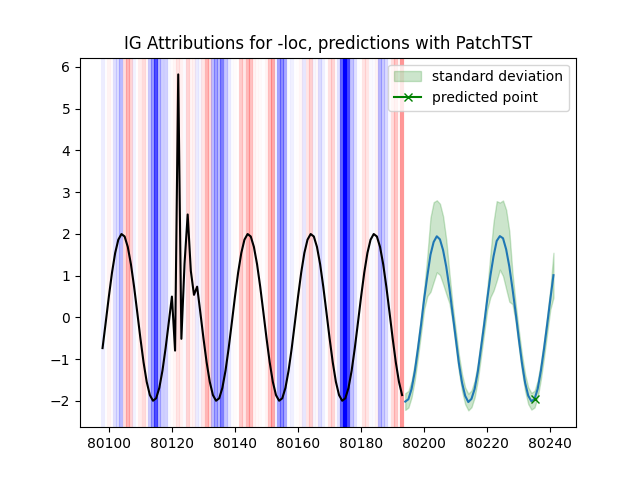 IG Attributions for -loc, predictions with PatchTST
6
5
4
3
2
1
0
−1
−2
standard deviation
predicted point
80100 80120 80140 80160 80180 80200 80220 80240